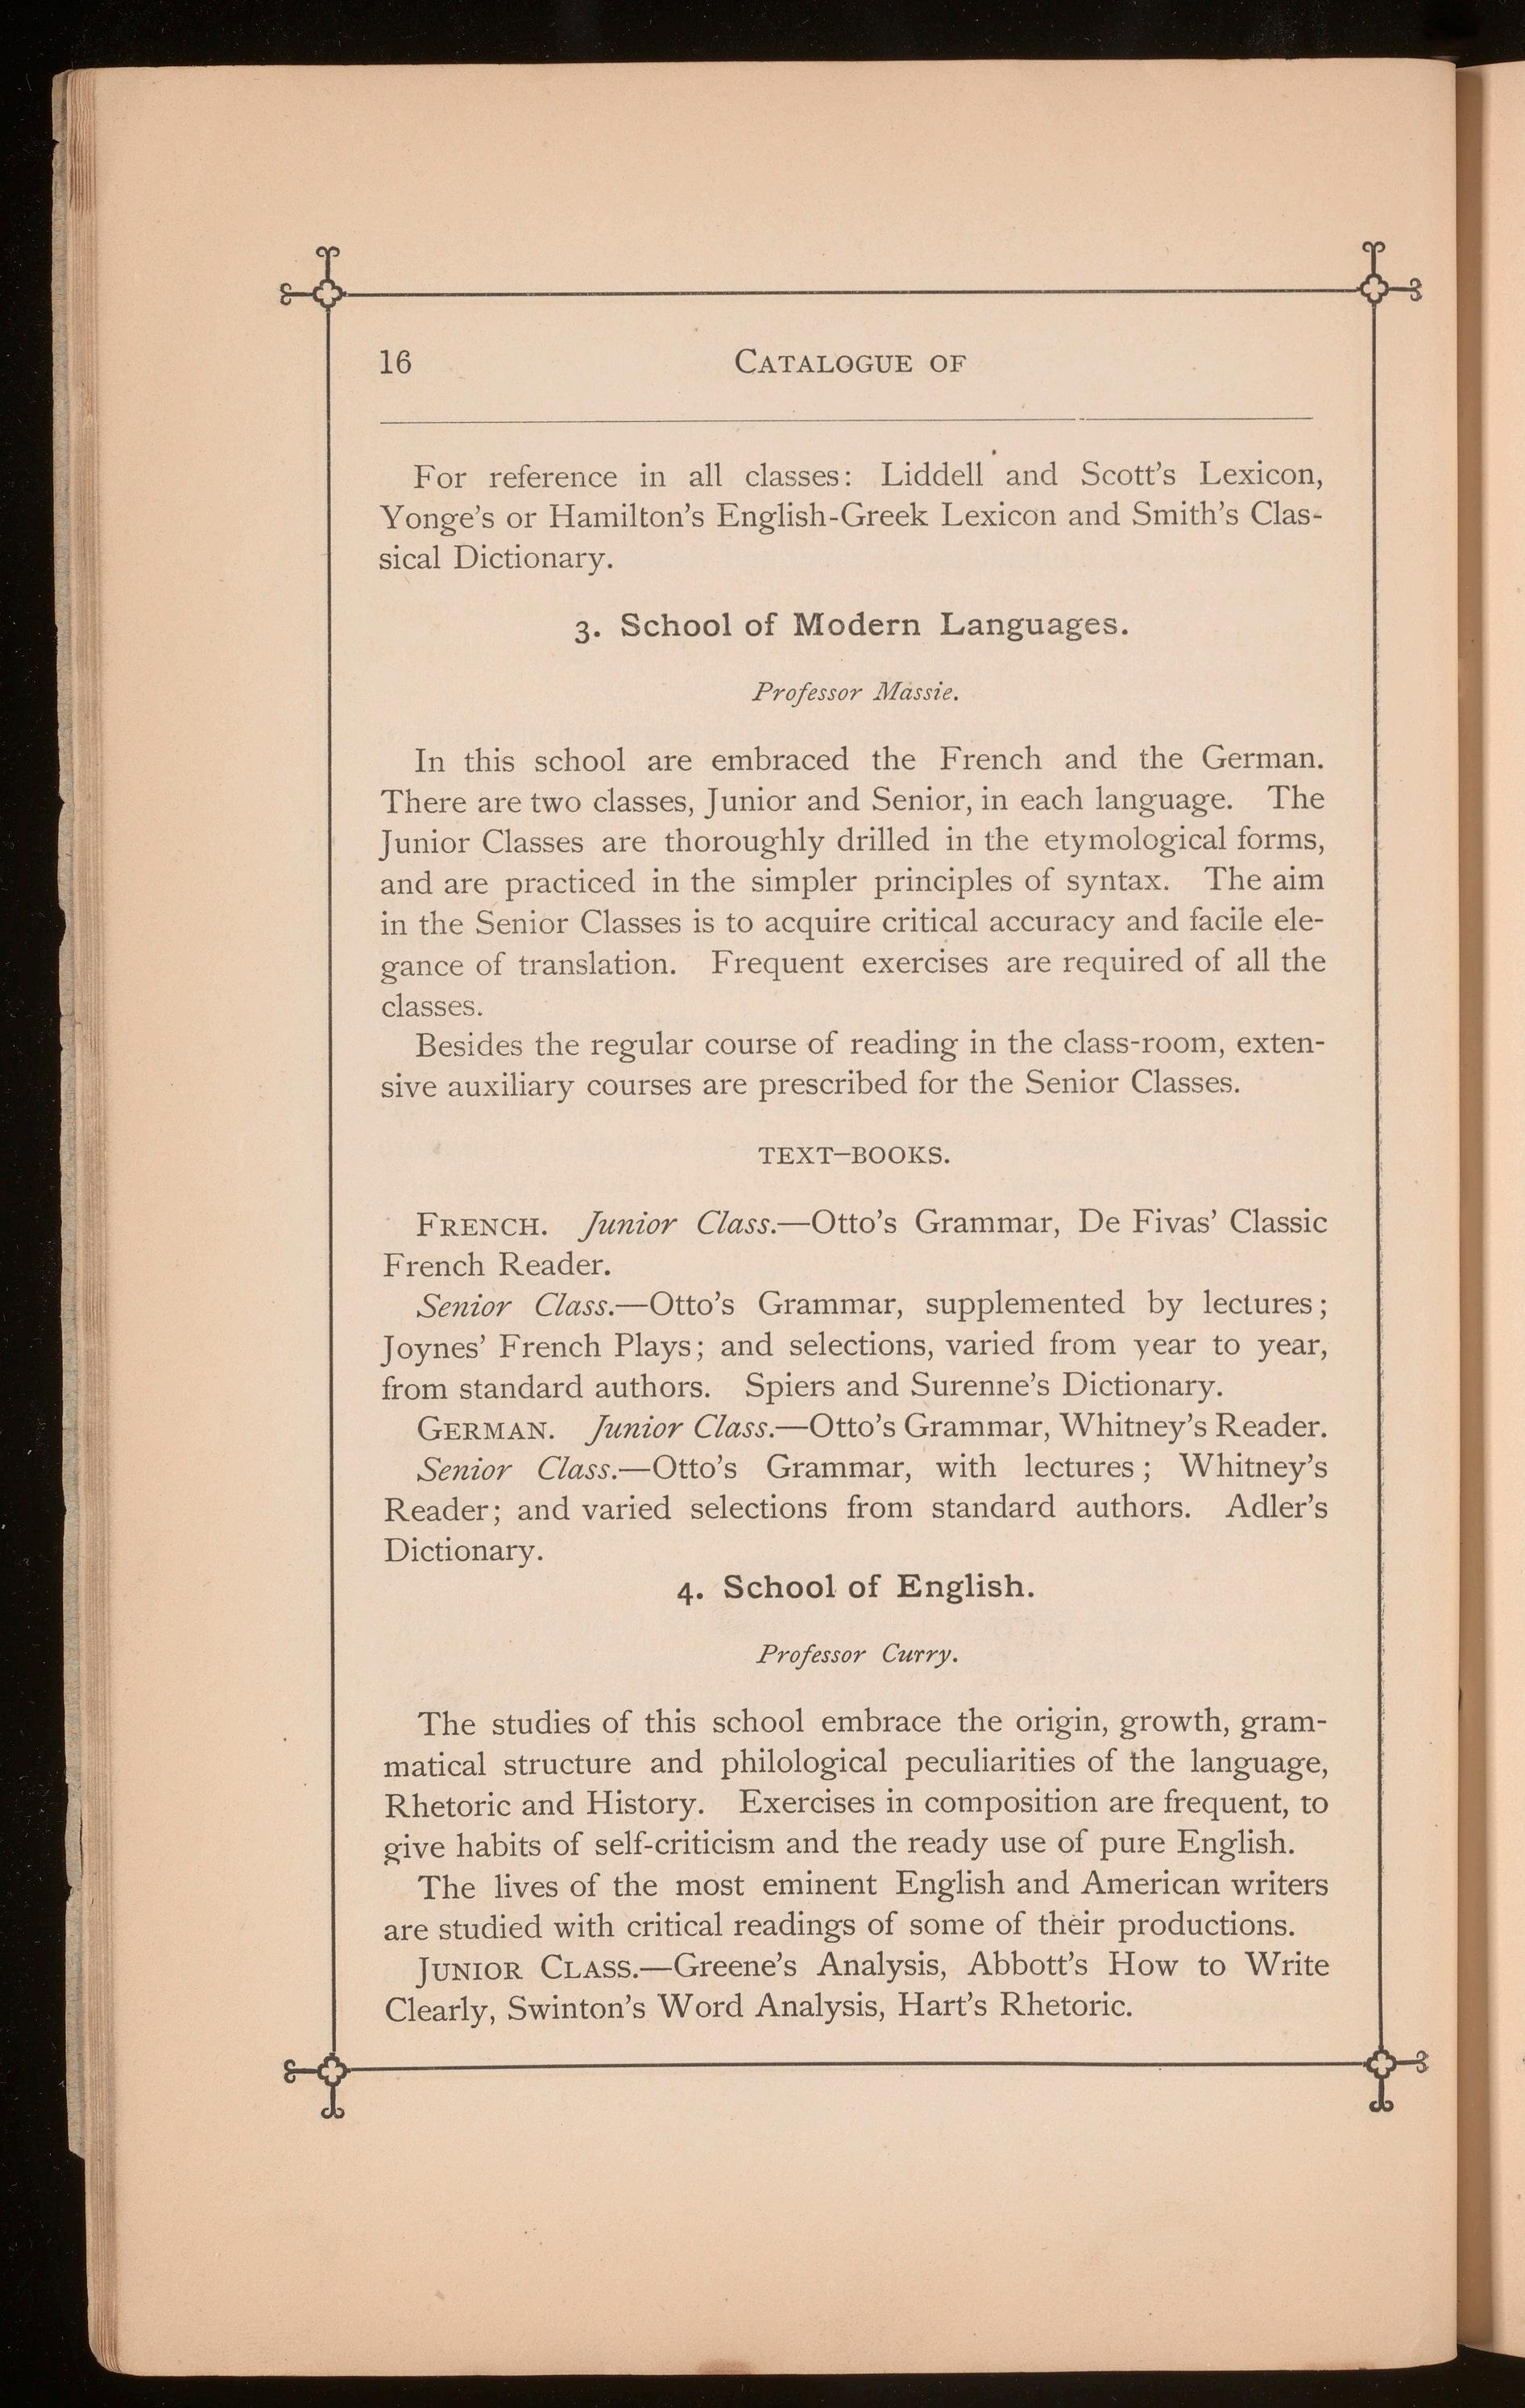 16 CATALOGUE OF
For reference in all classes: Liddell and Scott's Lexicon,
Yonge's or Hamilton's English-Greek Lexicon and Smith's Clas-
sical Dictionary.
3. School of Modern Languages.
Professor Massie.
In this school are embraced the French and the German.
There are two classes, Junior and Senior, in each language. The
Junior Classes are thoroughly drilled in the etymological forms,
and are practiced in the simpler principles of syntax. The aim
in the Senior Classes is to acquire critical accuracy and facile ele-
gance of translation. Frequent exercises are required of all the
classes.
Besides the regular course of reading in the class-room, exten-
sive auxiliary courses are prescribed for the Senior Classes.
TEXT-BOOKS.
FRENCH. Junior Class.—Otto's Grammar, De Fivas' Classic
French Reader.
Senior Class.—Otto's Grammar, supplemented by lectures;
Joynes' French Plays; and selections, varied from year to year,
from standard authors. Spiers and Surenne's Dictionary.
GERMAN. Junior Class.—Otto's Grammar, Whitney's Reader.
Senior Class.—Otto's Grammar, with lectures; Whitney's
Reader; and varied selections from standard authors. Adler's
Dictionary.
4. School of English.
Professor Curry.
The studies of this school embrace the origin, growth, gram-
matical structure and philological peculiarities of the language,
Rhetoric and History. Exercises in composition are frequent, to
give habits of self-criticism and the ready use of pure English.
The lives of the most eminent English and American writers
are studied with critical readings of some of their productions.
JUNIOR CLASS.—Greene's Analysis, Abbott's How to Write
Clearly, Swinton's Word Analysis, Hart's Rhetoric.